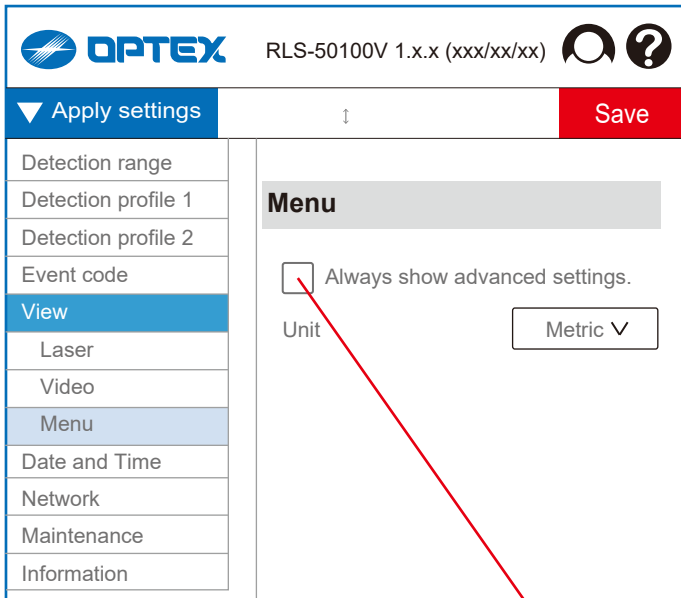 OPTEX RLS-50100V 1.x.x (xxx/xx/xx) ?
Apply settings ↕ Save
Detection range
Detection profile 1
Detection profile 2
Event code
View
Laser
Video
Menu
Date and Time
Network
Maintenance
Information
Menu
Always show advanced settings.
Unit Metric